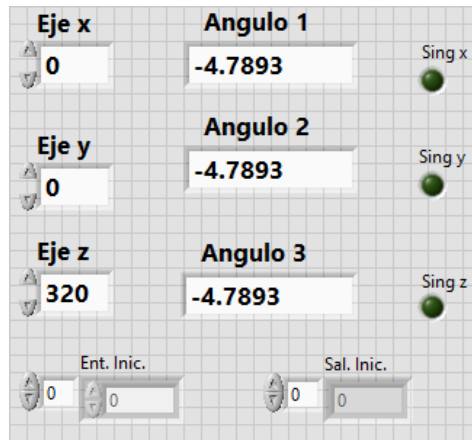 Eje x Angulo 1
0 -4.7893 Sing x
Angulo 2
Eje y -4.7893 Sing y
0
Eje z Angulo 3
320 -4.7893 Sing z
Ent. Inic. Sal. Inic.
0 0 0 0